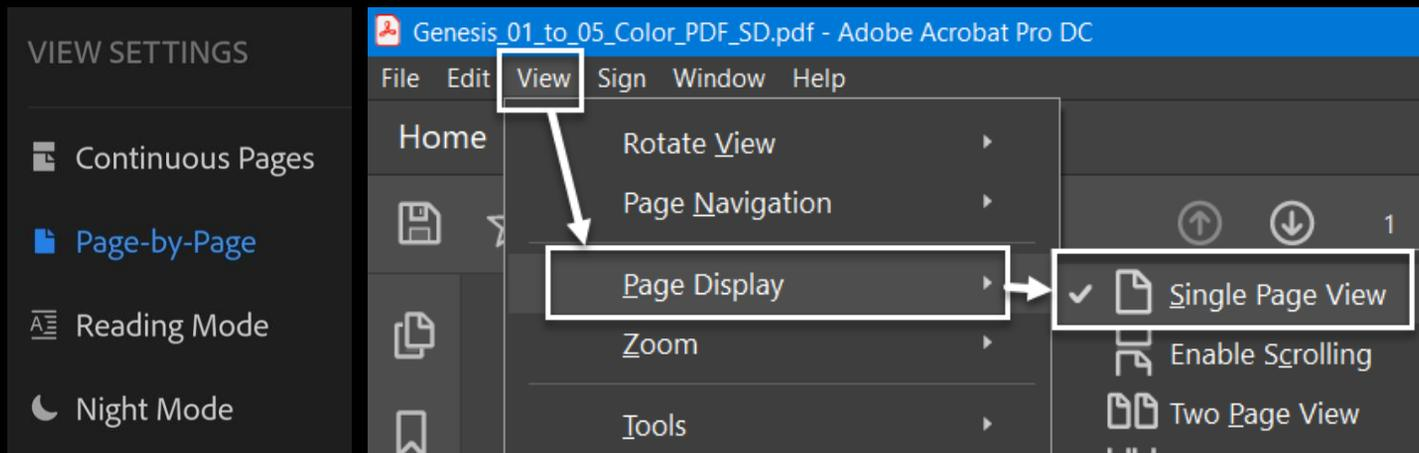 VIEW SETTINGS
Continuous Pages
Page-by-Page
Reading Mode
Night Mode
Genesis_01_to_05_Color_PDF_SD.pdf - Adobe Acrobat Pro DC
File Edit View Sign Window Help
Home
Rotate View
Page Navigation
1
Page Display
Single Page View
Zoom
Enable Scrolling
Two Page View
Tools